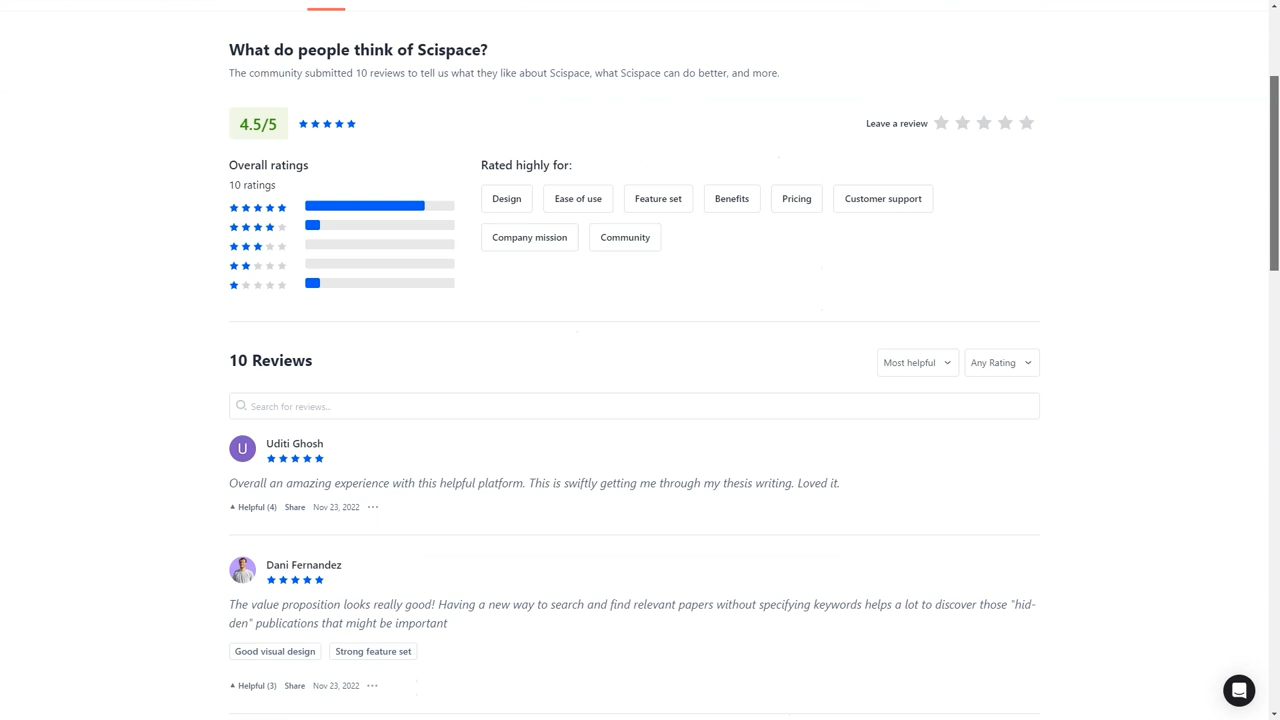 What do people think of Scispace?
The community submitted 10 reviews to tell us what they like about Scispace, what Scispace can do better, and more.
4.5/5
Leave a review
Overall ratings
10 ratings
Rated highly for:
Design
Ease of use
Feature set
Benefits
Pricing
Customer support
Company mission
Community
10 Reviews
Most helpful
Any Rating
Search for reviews...
U
Uditi Ghosh
Overall an amazing experience with this helpful platform. This is swiftly getting me through my thesis writing. Loved it.
Helpful (4) Share Nov 23, 2022
Dani Fernandez
The value proposition looks really good! Having a new way to search and find relevant papers without specifying keywords helps a lot to discover those "hid-
den" publications that might be important
Good visual design
Strong feature set
Helpful (3) Share Nov 23, 2022